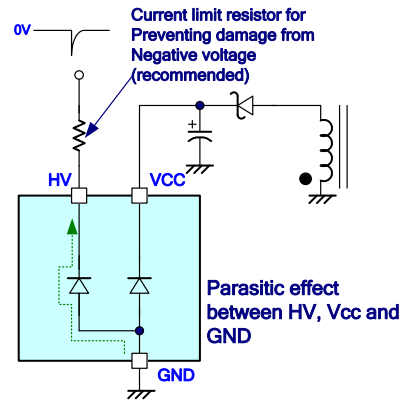 Current limit resistor for
Preventing damage from
Negative voltage
(recommended)
0V
+
HV
VCC
Parasitic effect
between HV, Vcc and
GND
GND